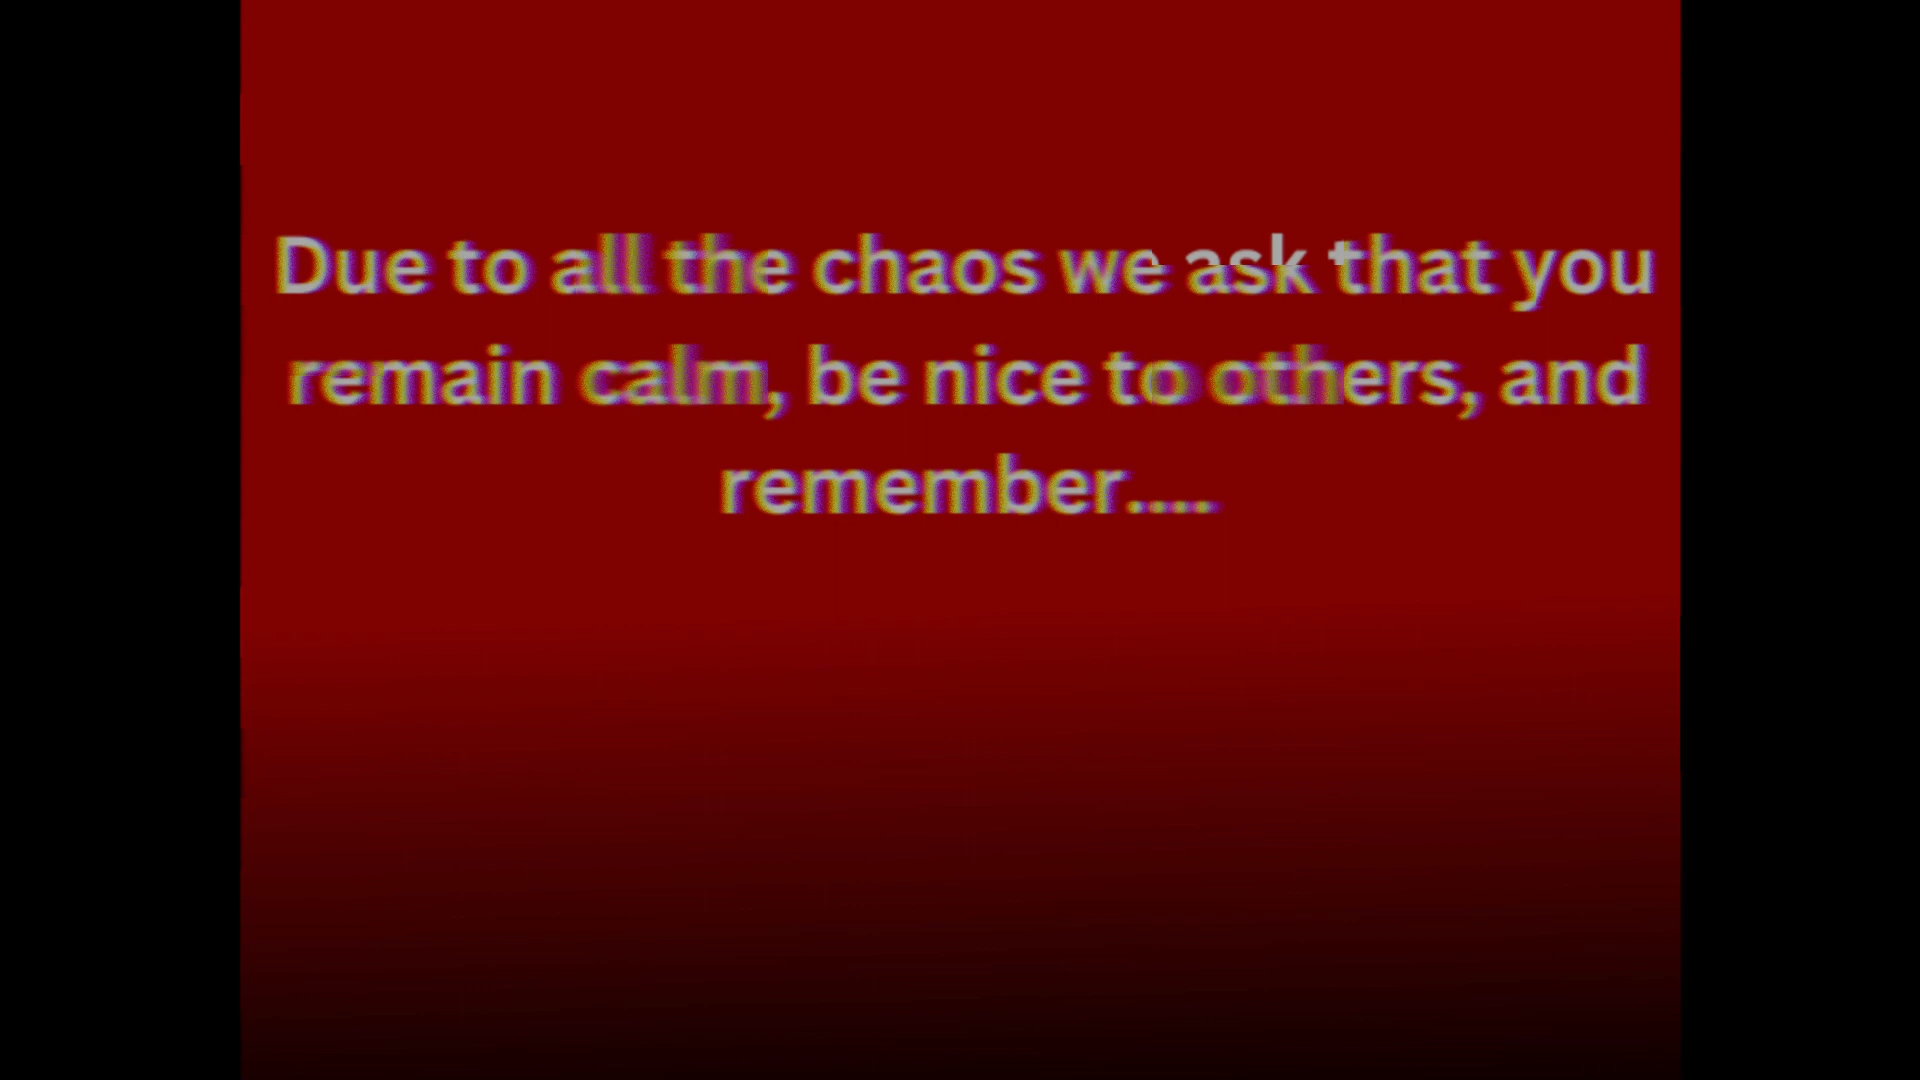 Due to all the chaos we ask that you
remain calm, be nice to others, and
remember....